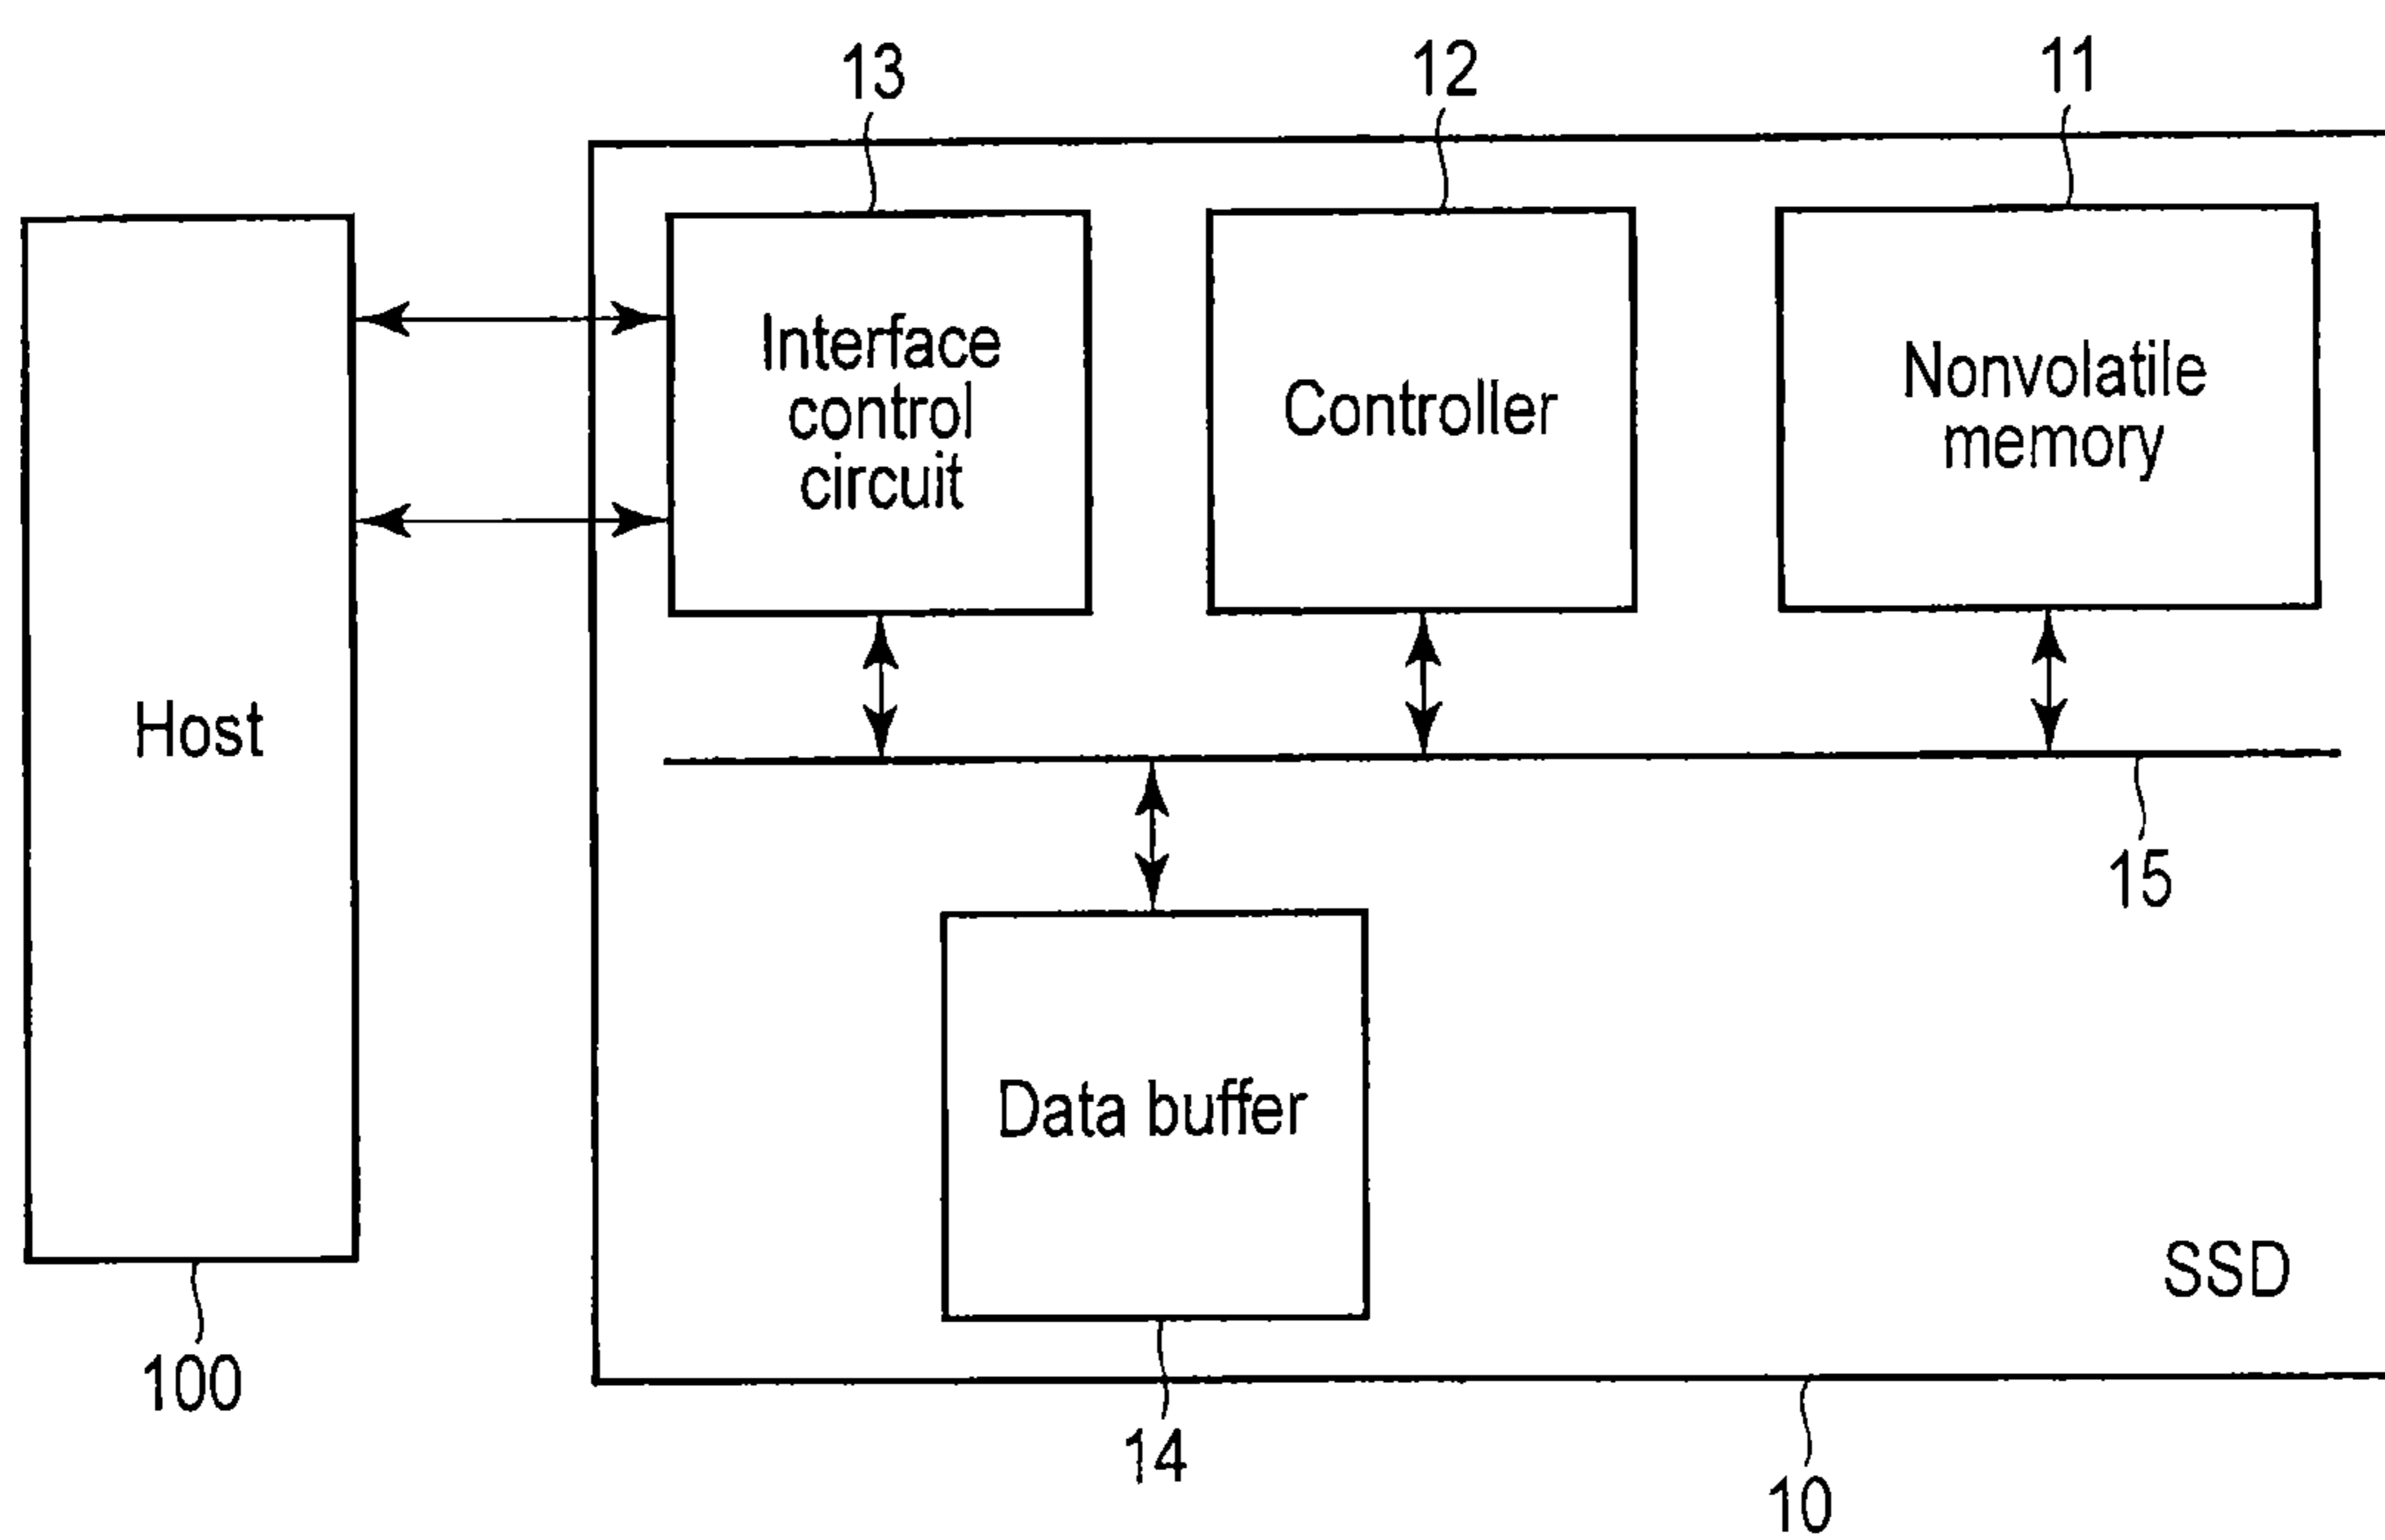 13
12
11
Interface
control
circuit
Controller
Nonvolatile
memory
Host
15
Data buffer
SSD
100
14
10